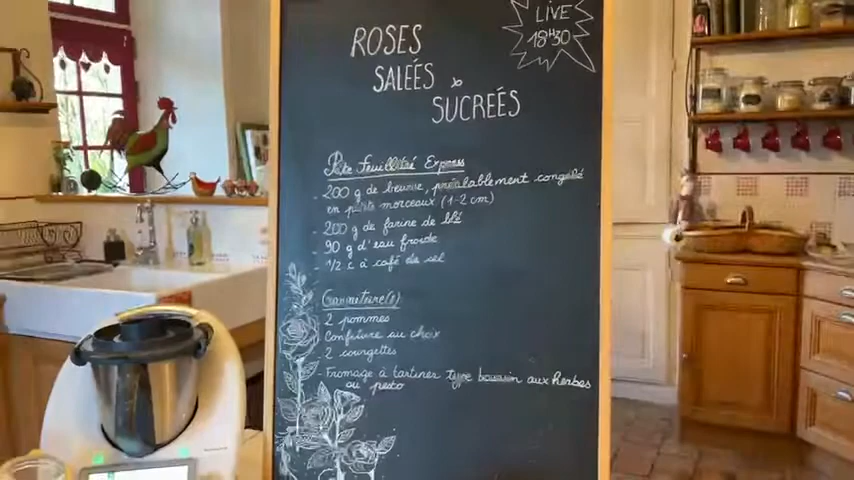 LIVE
18H30
ROSES
SALÉES &
SUCRÉES
Pâte Feuilletée Express
- 200 g de beurre, préalablement congelé
en petits morceaux (1-2 cm)
- 200 g de farine de blé
- 90 g d'eau froide
- 1/2 c. à café de sel
Garniture(s)
- 2 pommes
- Confiture au choix
- 2 courgettes
- Fromage à tartiner type boursin aux herbes
ou pesto